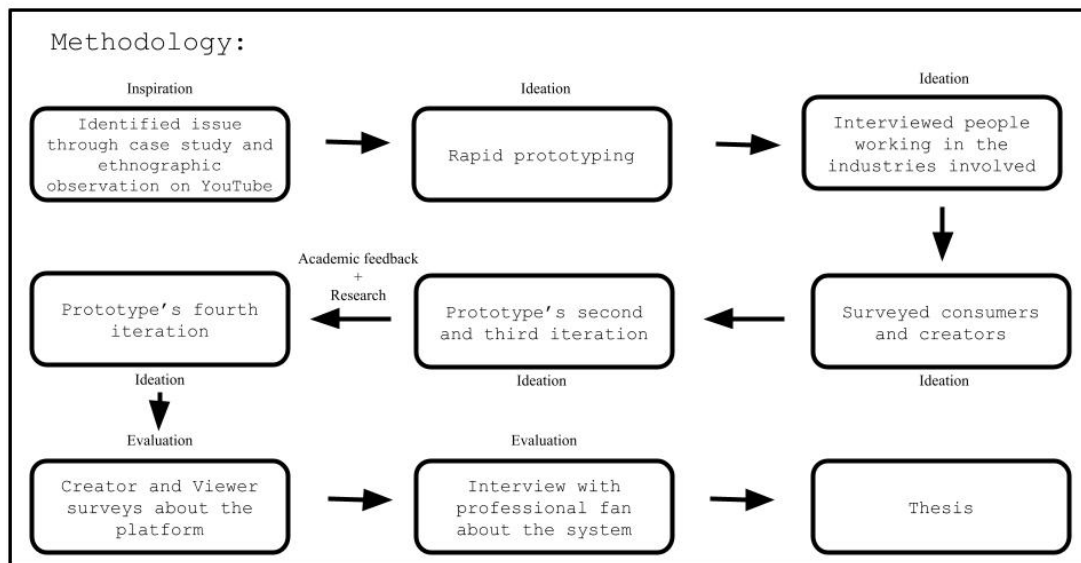 Methodology:
Inspiration
Identified issue
through case study and
ethnographic
observation on YouTube
Ideation
Rapid prototyping
Ideation
Interviewed people
working in the
industries involved
Surveyed consumers
and creators
Ideation
Prototype’s second
and third iteration
Ideation
Academic feedback
+
Research
Prototype’s fourth
iteration
Ideation
Evaluation
Creator and Viewer
surveys about the
platform
Evaluation
Interview with
professional fan
about the system
Thesis